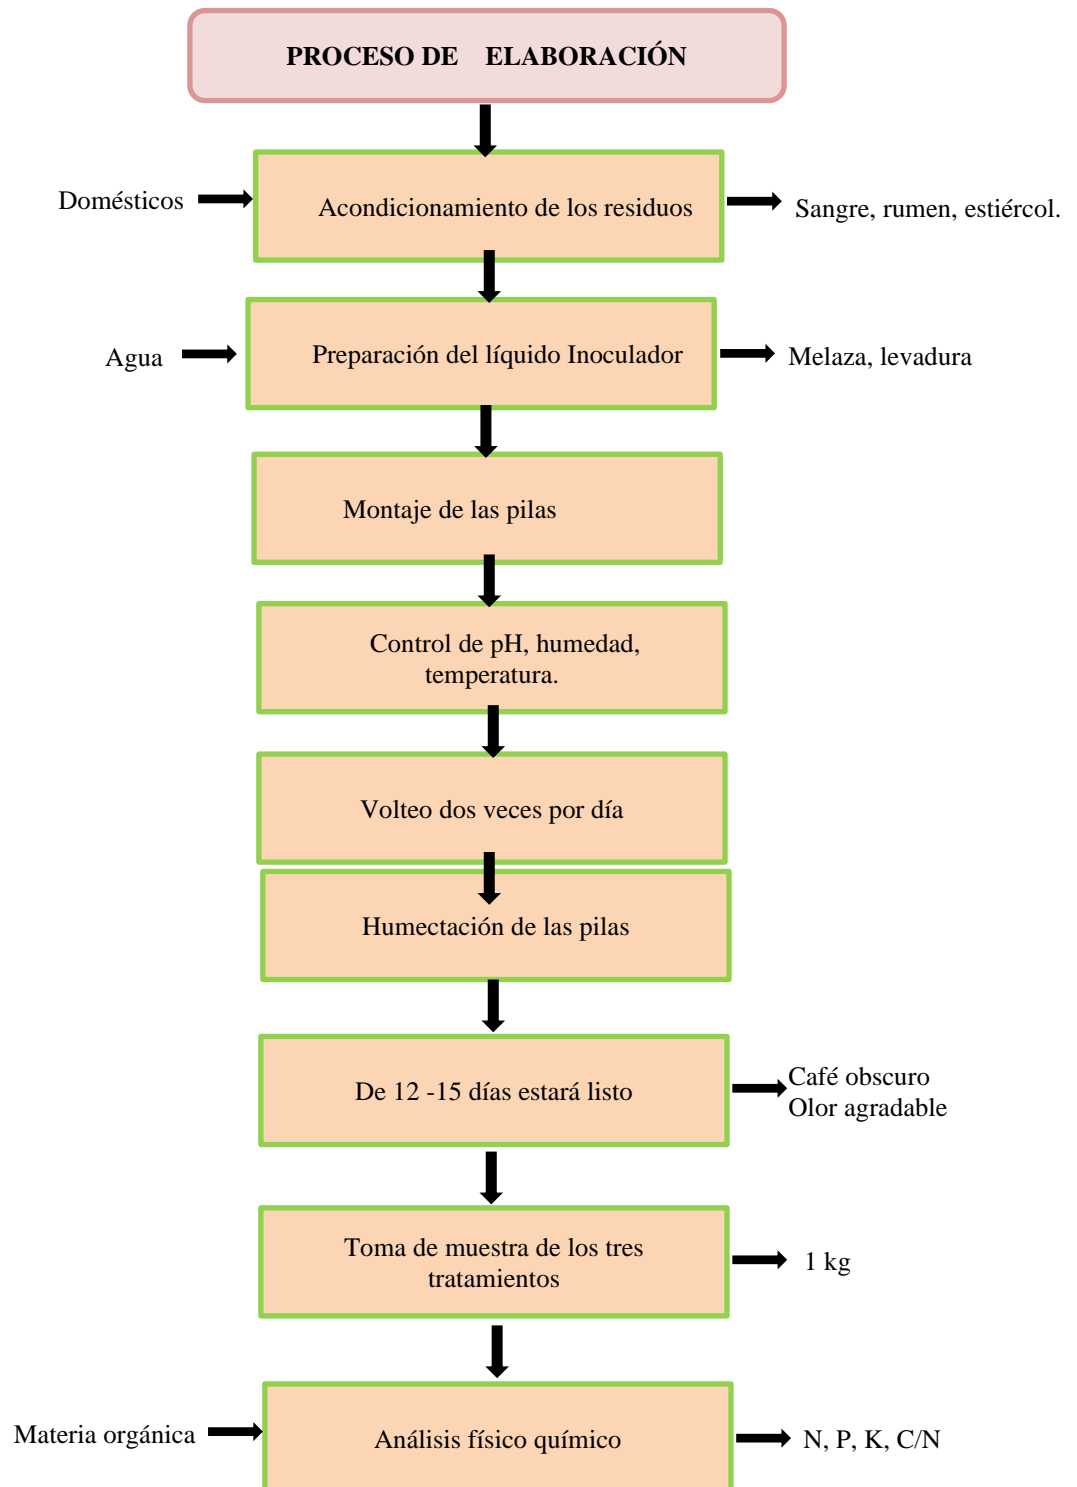 PROCESO DE ELABORACIÓN
Domésticos
Acondicionamiento de los residuos
Sangre, rumen, estiércol.
Agua
Preparación del líquido Inoculador
Melaza, levadura
Montaje de las pilas
Control de pH, humedad,
temperatura.
Volteo dos veces por día
Humectación de las pilas
De 12 -15 días estará listo
Café obscuro
Olor agradable
Toma de muestra de los tres
tratamientos
1 kg
Materia orgánica
Análisis físico químico
N, P, K, C/N